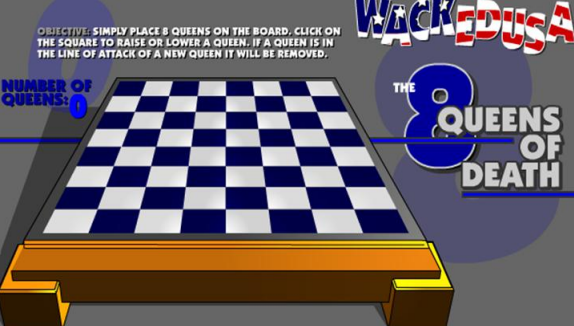 OBJECTIVE: SIMPLY PLACE 8 QUEENS ON THE BOARD. CLICK ON
THE SQUARE TO RAISE OR LOWER A QUEEN. IF A QUEEN IS IN
THE LINE OF ATTACK OF A NEW QUEEN IT WILL BE REMOVED.
WACKEDUSA
NUMBER OF
QUEENS: 0
THE 8
QUEENS
OF
DEATH